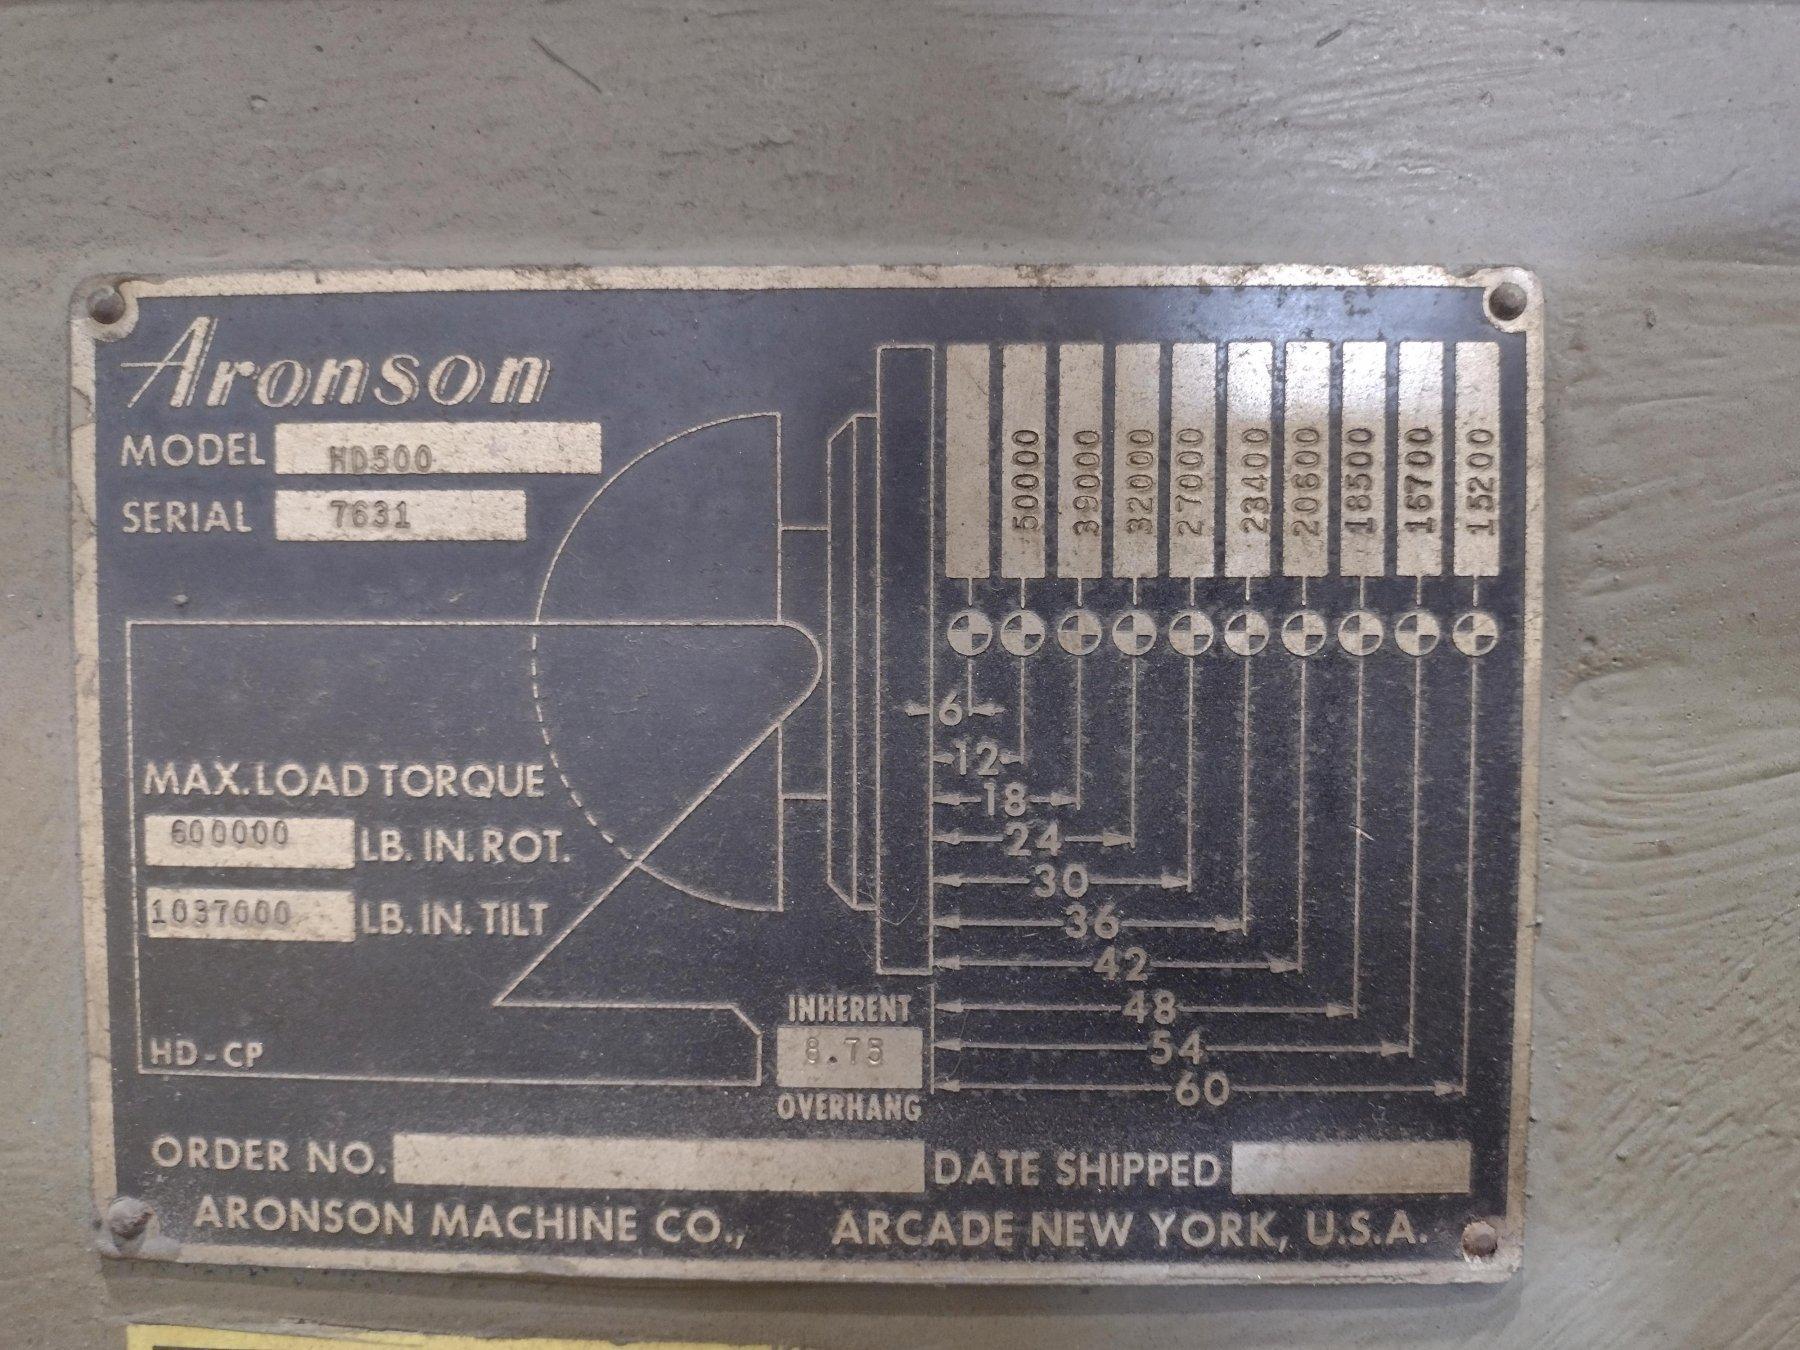 Aronson
MODEL HD500
SERIAL 7631
50000
39000
32000
27000
23400
20600
18500
16700
15200
6
12
18
24
30
36
42
48
54
60
MAX. LOAD TORQUE
600000 LB. IN. ROT.
1037000 LB. IN. TILT
HD-CP
INHERENT
8.75
OVERHANG
ORDER NO.
DATE SHIPPED
ARONSON MACHINE CO., ARCADE NEW YORK, U.S.A.